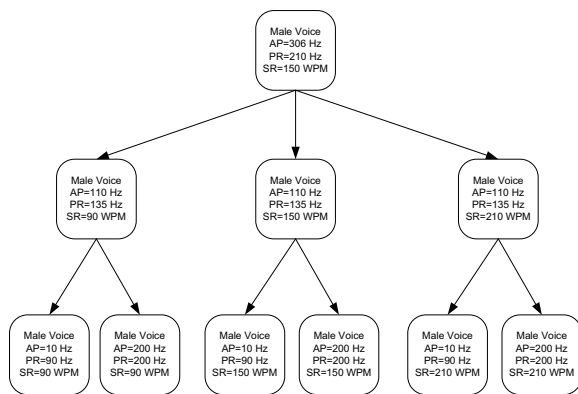 Male Voice
AP=306 Hz
PR=210 Hz
SR=150 WPM
Male Voice
AP=110 Hz
PR=135 Hz
SR=90 WPM
Male Voice
AP=110 Hz
PR=135 Hz
SR=150 WPM
Male Voice
AP=110 Hz
PR=135 Hz
SR=210 WPM
Male Voice
AP=10 Hz
PR=90 Hz
SR=90 WPM
Male Voice
AP=200 Hz
PR=200 Hz
SR=90 WPM
Male Voice
AP=10 Hz
PR=90 Hz
SR=150 WPM
Male Voice
AP=200 Hz
PR=200 Hz
SR=150 WPM
Male Voice
AP=10 Hz
PR=90 Hz
SR=210 WPM
Male Voice
AP=200 Hz
PR=200 Hz
SR=210 WPM